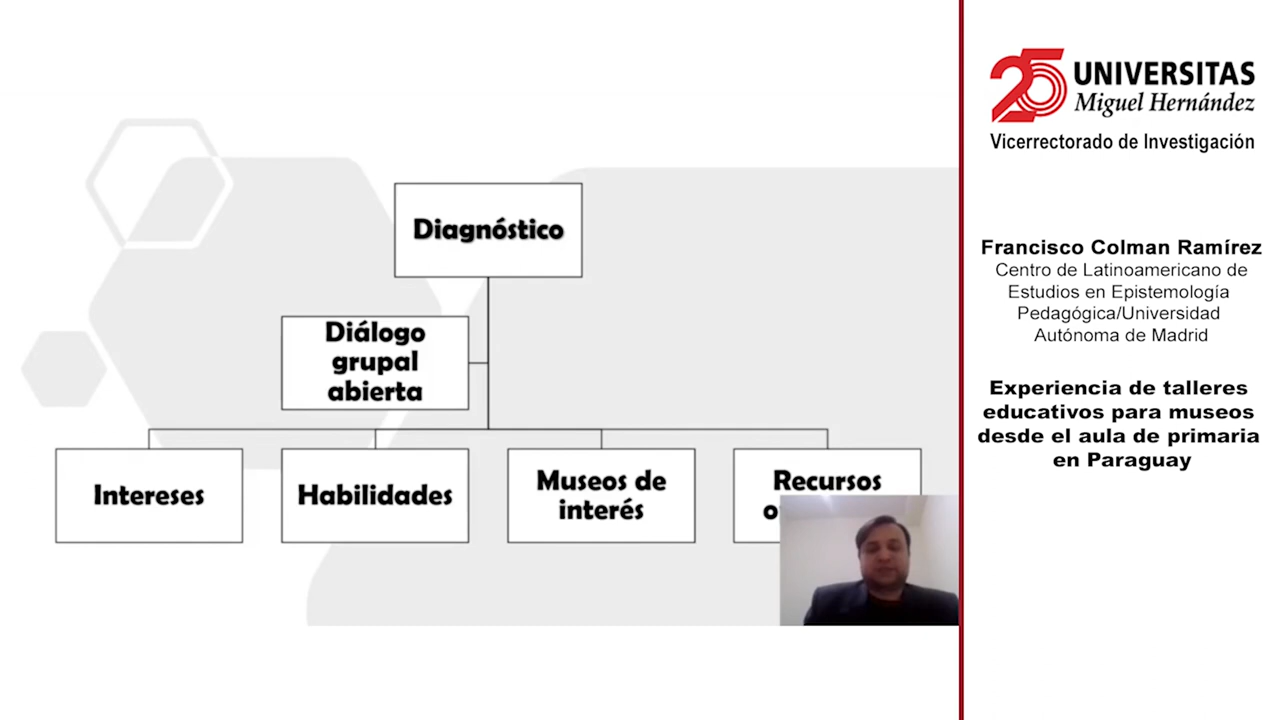 Diagnóstico
Diálogo
grupal
abierta
Intereses
Habilidades
Museos de
interés
Recursos
25 UNIVERSITAS
Miguel Hernández
Vicerrectorado de Investigación
Francisco Colman Ramírez
Centro de Latinoamericano de
Estudios en Epistemología
Pedagógica/Universidad
Autónoma de Madrid
Experiencia de talleres
educativos para museos
desde el aula de primaria
en Paraguay